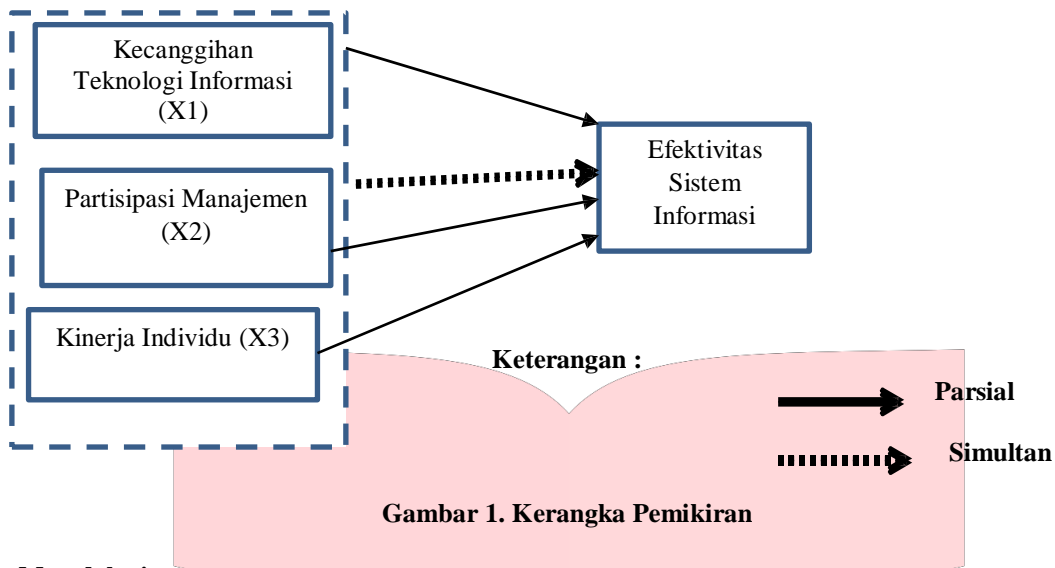 Kecanggihan
Teknologi Informasi
(X1)
Partisipasi Manajemen
(X2)
Kinerja Individu (X3)
Efektivitas
Sistem
Informasi
Keterangan :
Parsial
Simultan
Gambar 1. Kerangka Pemikiran